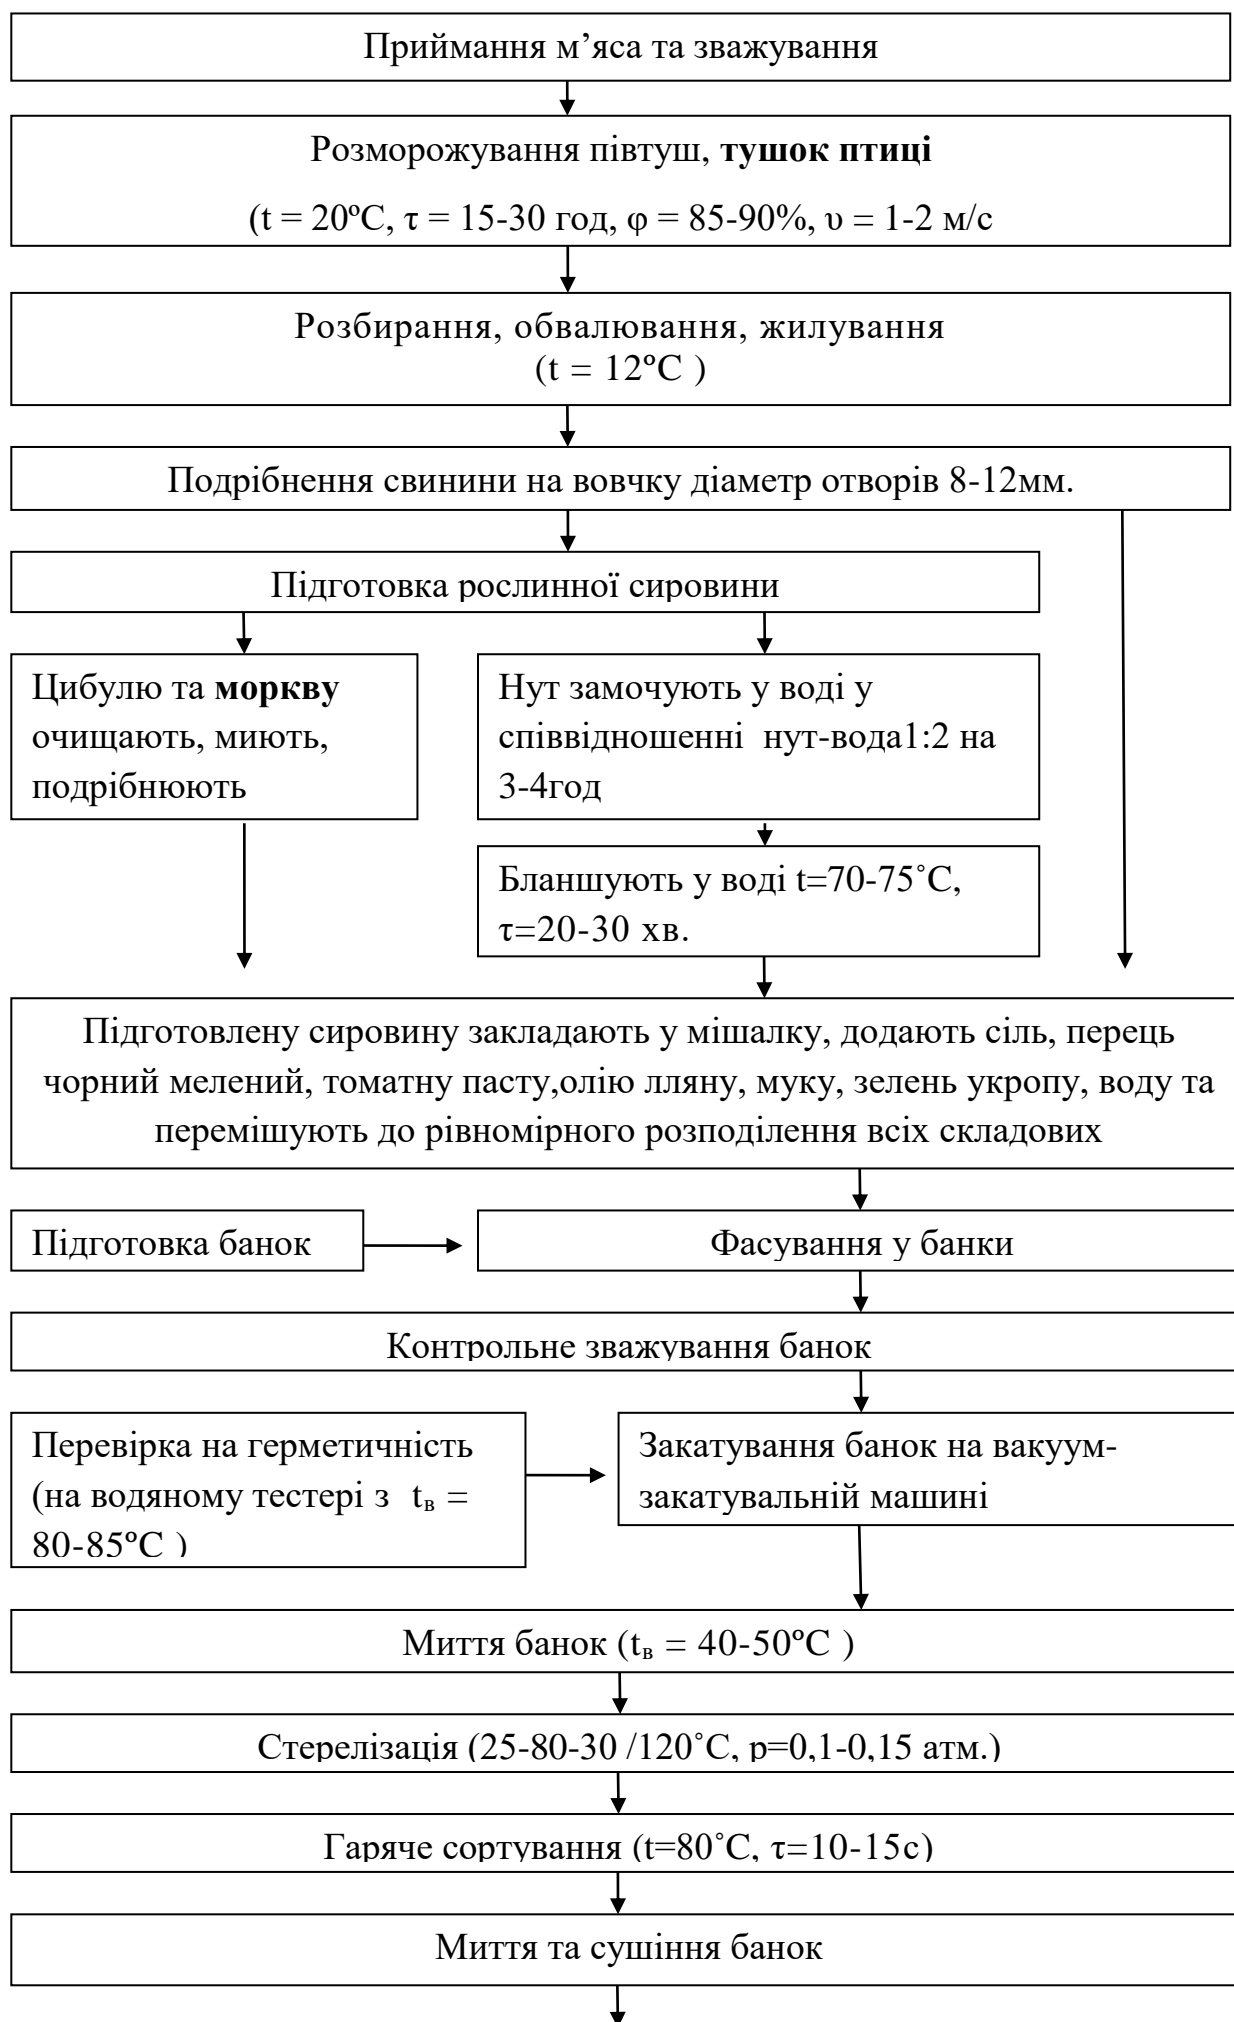 Приймання м’яса та зважування
Розморожування півтуш, тушок птиці
(t = 20ºС, τ = 15-30 год, φ = 85-90%, υ = 1-2 м/с
Розбирання, обвалювання, жилування
(t = 12ºС )
Подрібнення свинини на вовчку діаметр отворів 8-12мм.
Підготовка рослинної сировини
Цибулю та моркву
очищають, миють,
подрібнюють
Нут замочують у воді у
співвідношенні нут-вода1:2 на
3-4год
Бланшують у воді t=70-75˚С,
τ=20-30 хв.
Підготовлену сировину закладають у мішалку, додають сіль, перець
чорний мелений, томатну пасту,олію лляну, муку, зелень укропу, воду та
перемішують до рівномірного розподілення всіх складових
Підготовка банок
Фасування у банки
Контрольне зважування банок
Перевірка на герметичність
(на водяному тестері з tв =
80-85ºС )
Закатування банок на вакуум-
закатувальній машині
Миття банок (tв = 40-50ºС )
Стерелізація (25-80-30 /120˚С, р=0,1-0,15 атм.)
Гаряче сортування (t=80˚С, τ=10-15с)
Миття та сушіння банок